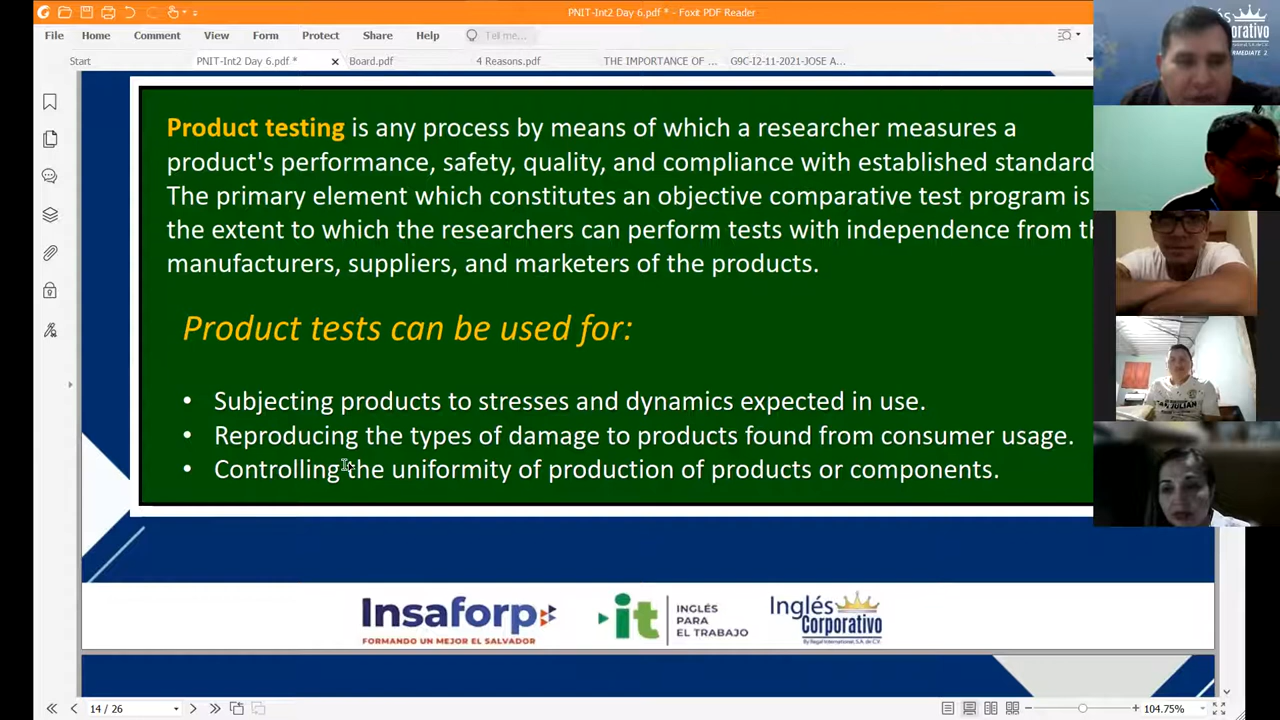 PNIT-Int2 Day 6.pdf * - Foxit PDF Reader
File Home Comment View Form Protect Share Help Tell me...
Start PNIT-Int2 Day 6.pdf * Board.pdf 4 Reasons.pdf THE IMPORTANCE OF ... G9C-I2-11-2021-JOSE A...
Product testing is any process by means of which a researcher measures a
product's performance, safety, quality, and compliance with established standard
The primary element which constitutes an objective comparative test program is
the extent to which the researchers can perform tests with independence from th
manufacturers, suppliers, and marketers of the products.
Product tests can be used for:
• Subjecting products to stresses and dynamics expected in use.
• Reproducing the types of damage to products found from consumer usage.
• Controlling the uniformity of production of products or components.
Insaforp
FORMANDO UN MEJOR EL SALVADOR
it
INGLÉS
PARA
EL TRABAJO
Inglés
Corporativo
By Regal International, S.A. de C.V.
14 / 26
104.75%